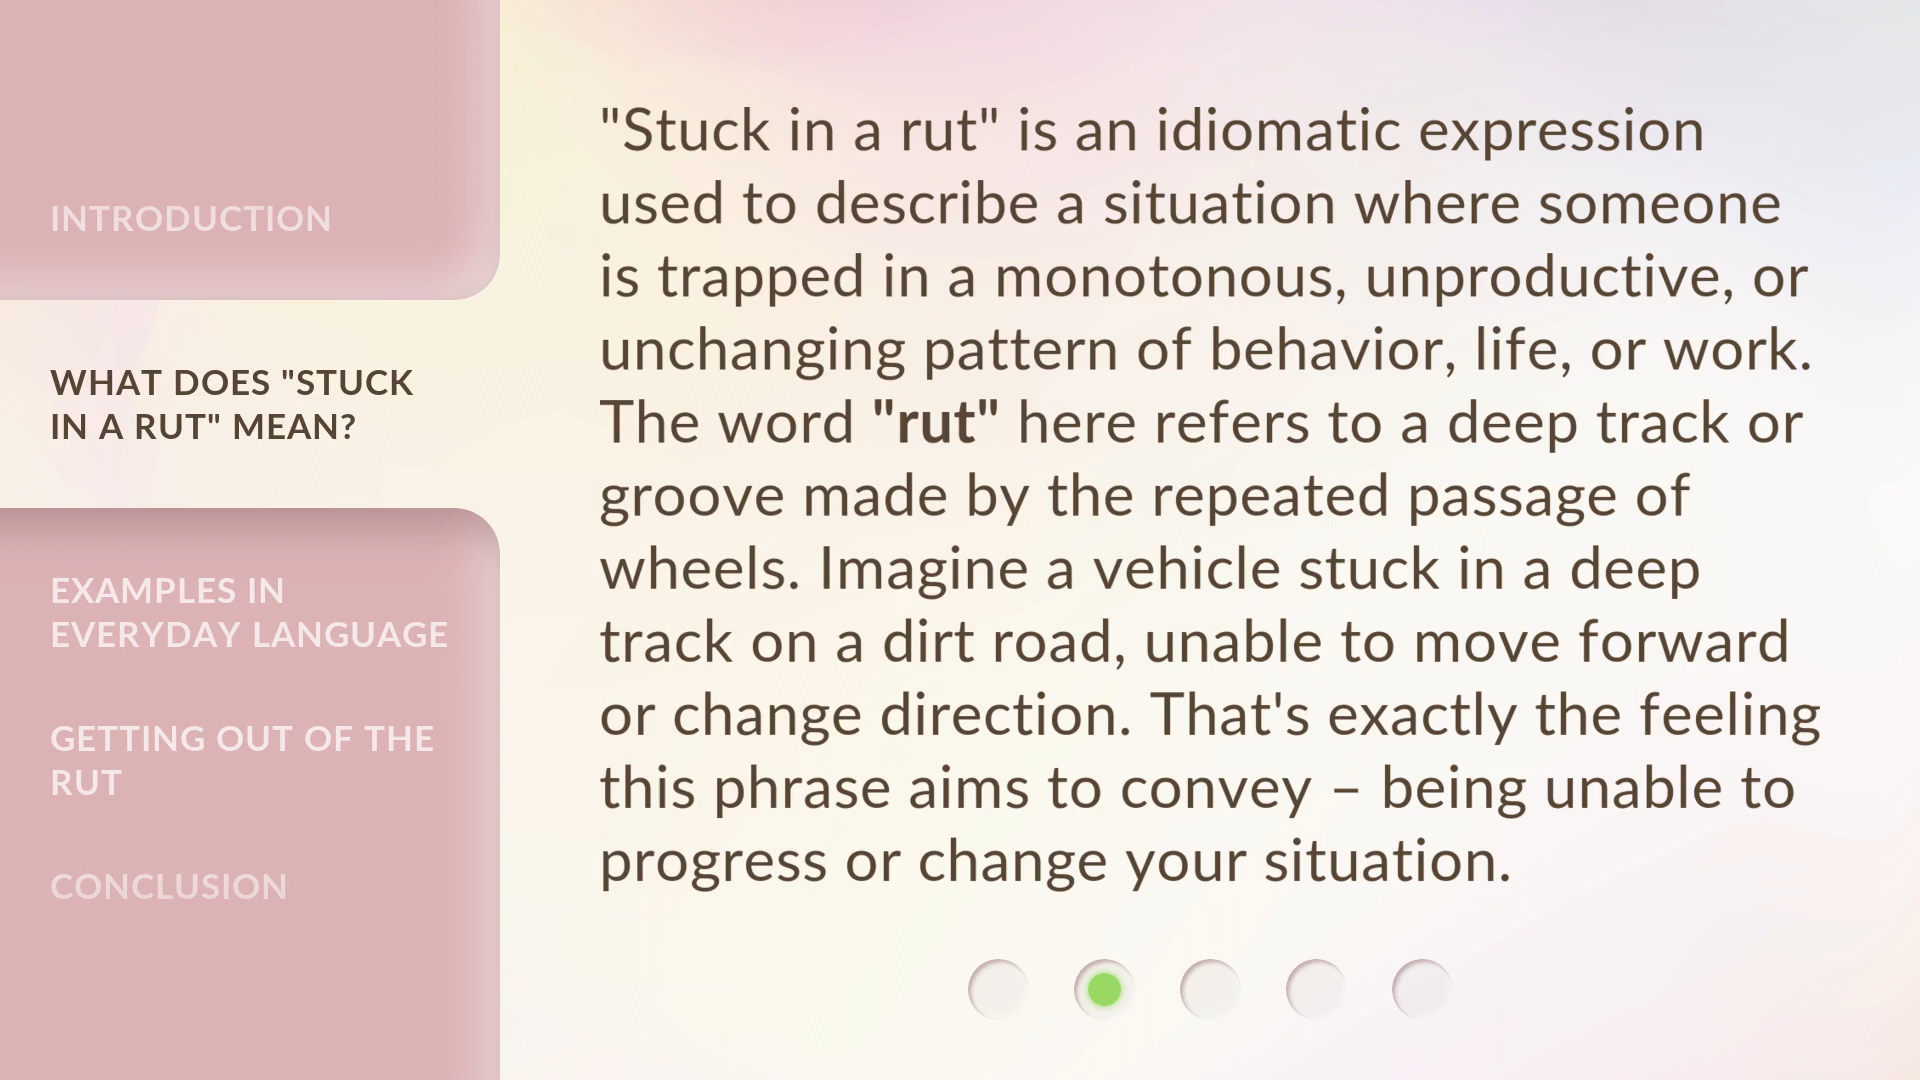 INTRODUCTION
WHAT DOES "STUCK
IN A RUT" MEAN?
EXAMPLES IN
EVERYDAY LANGUAGE
GETTING OUT OF THE
RUT
CONCLUSION
"Stuck in a rut" is an idiomatic expression
used to describe a situation where someone
is trapped in a monotonous, unproductive, or
unchanging pattern of behavior, life, or work.
The word "rut" here refers to a deep track or
groove made by the repeated passage of
wheels. Imagine a vehicle stuck in a deep
track on a dirt road, unable to move forward
or change direction. That's exactly the feeling
this phrase aims to convey – being unable to
progress or change your situation.